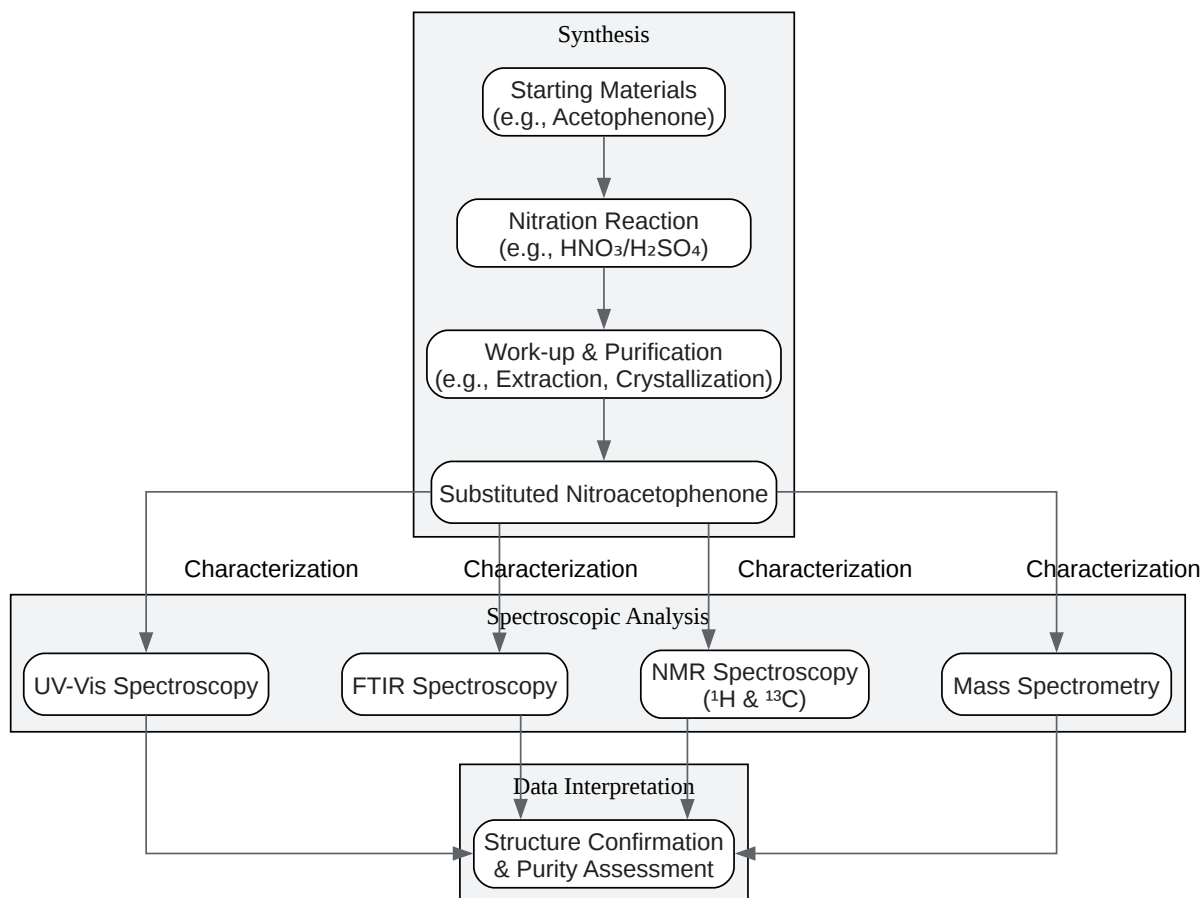 Synthesis
Starting Materials
(e.g., Acetophenone)
Nitration Reaction
(e.g., HNO₃/H₂SO₄)
Work-up & Purification
(e.g., Extraction, Crystallization)
Substituted Nitroacetophenone
Characterization
Characterization
Characterization
Characterization
Spectroscopic Analysis
UV-Vis Spectroscopy
FTIR Spectroscopy
NMR Spectroscopy
(¹H & ¹³C)
Mass Spectrometry
Data Interpretation
Structure Confirmation
& Purity Assessment